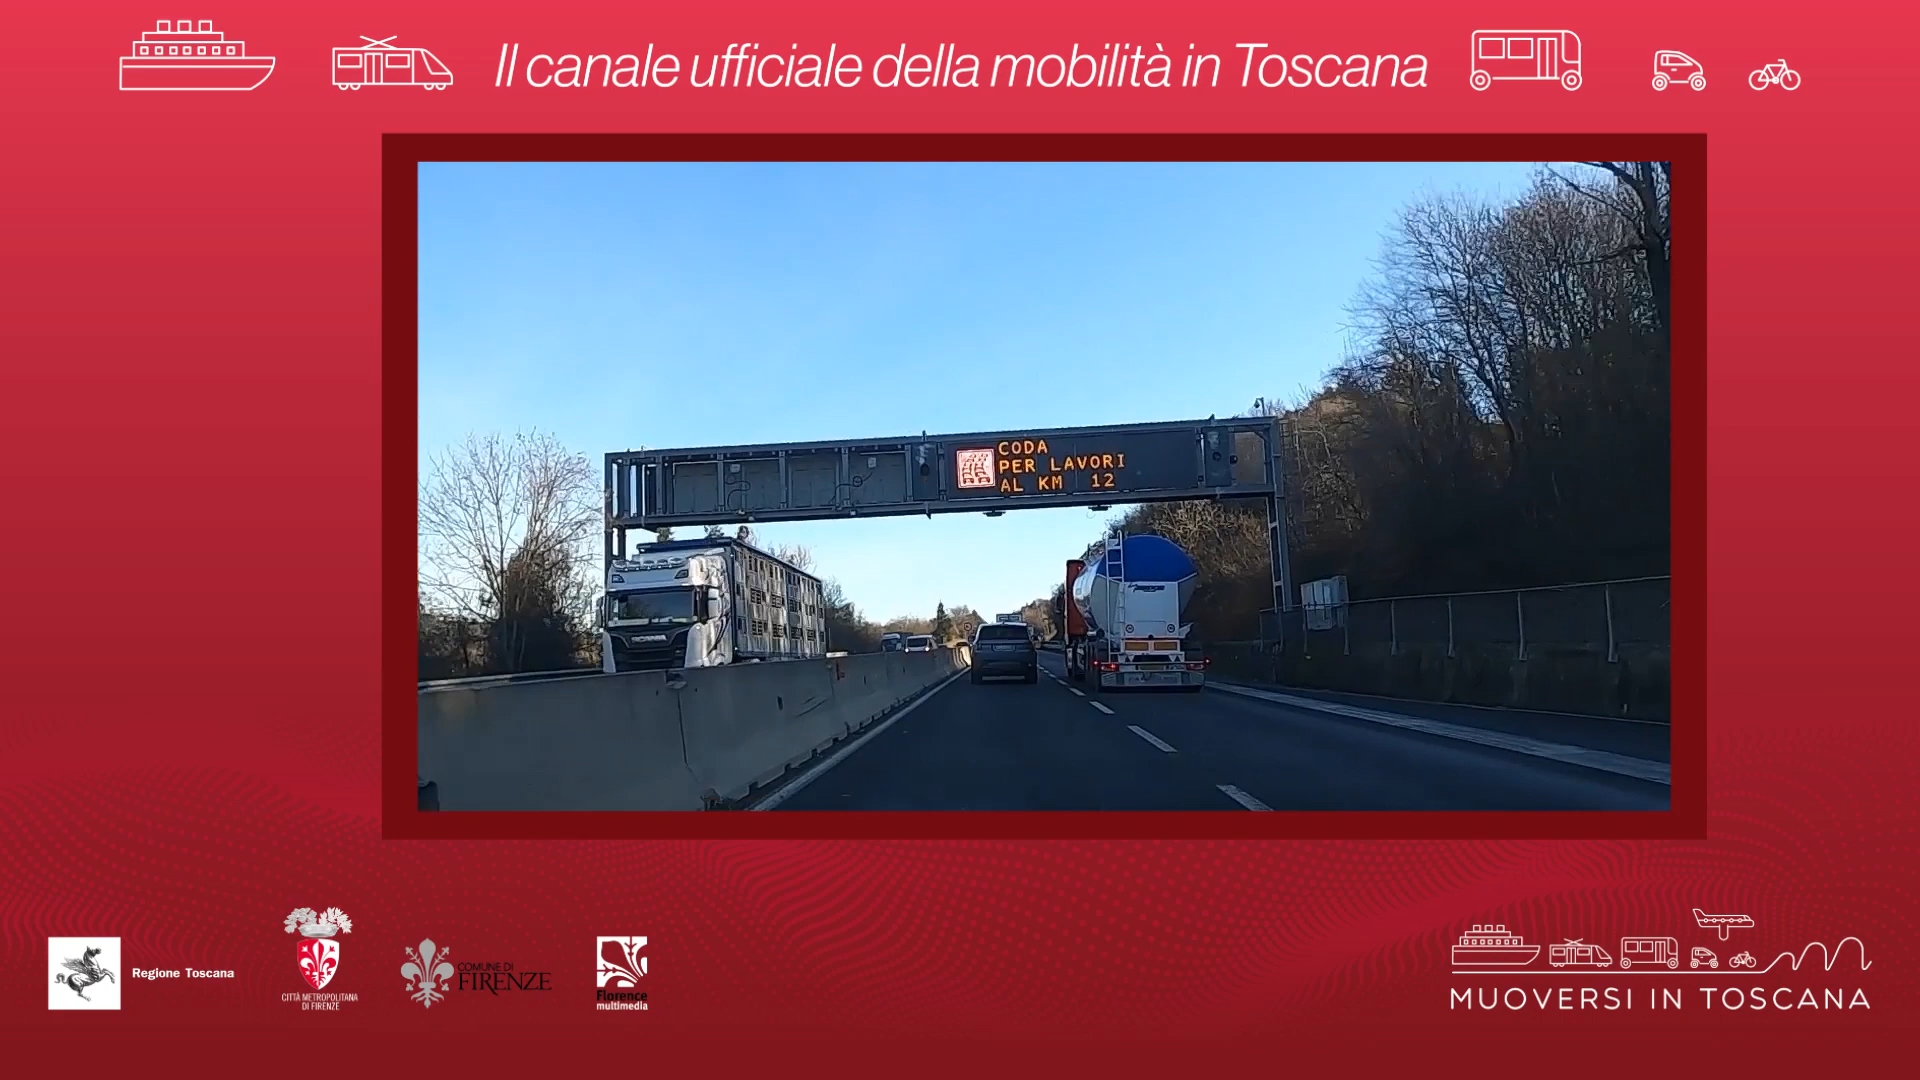 Il canale ufficiale della mobilità in Toscana
CODA
PER LAVORI
AL KM 12
SCANIA
Regione Toscana
CITTÀ METROPOLITANA
DI FIRENZE
COMUNE DI
FIRENZE
Florence
multimedia
MUOVERSI IN TOSCANA